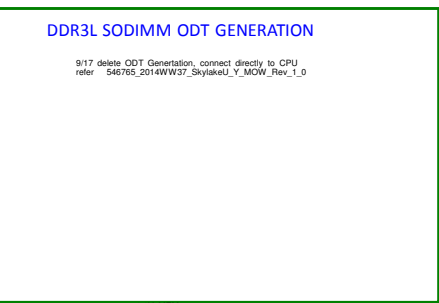 DDR3L SODIMM ODT GENERATION
9/17 delete ODT Genertation, connect directly to CPU
refer 546765_2014WW37_SkylakeU_Y_MOW_Rev_1_0